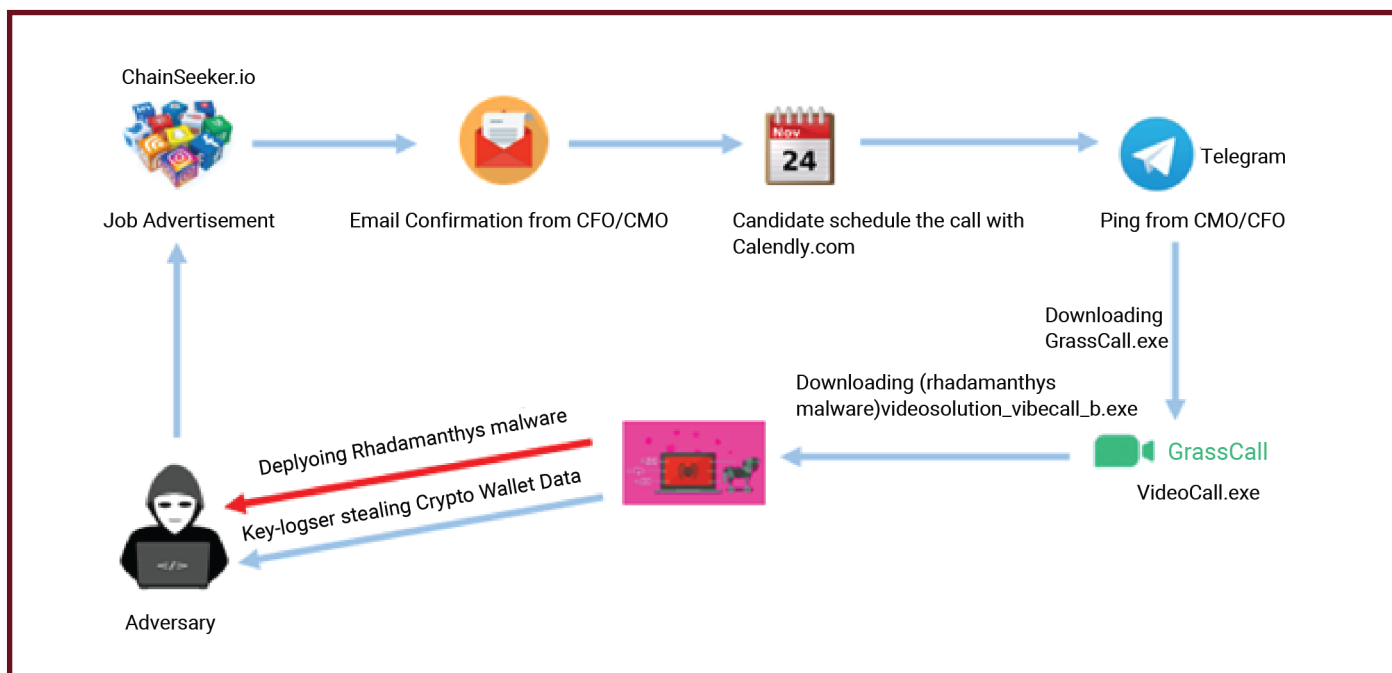 ChainSeeker.io
Job Advertisement
Email Confirmation from CFO/CMO
Nov
24
Candidate schedule the call with
Calendly.com
Telegram
Ping from CMO/CFO
Downloading
GrassCall.exe
GrassCall
VideoCall.exe
Downloading (rhadamanthys
malware)videosolution_vibecall_b.exe
Deplyoing Rhadamanthys malware
Key-logser stealing Crypto Wallet Data
</>
Adversary